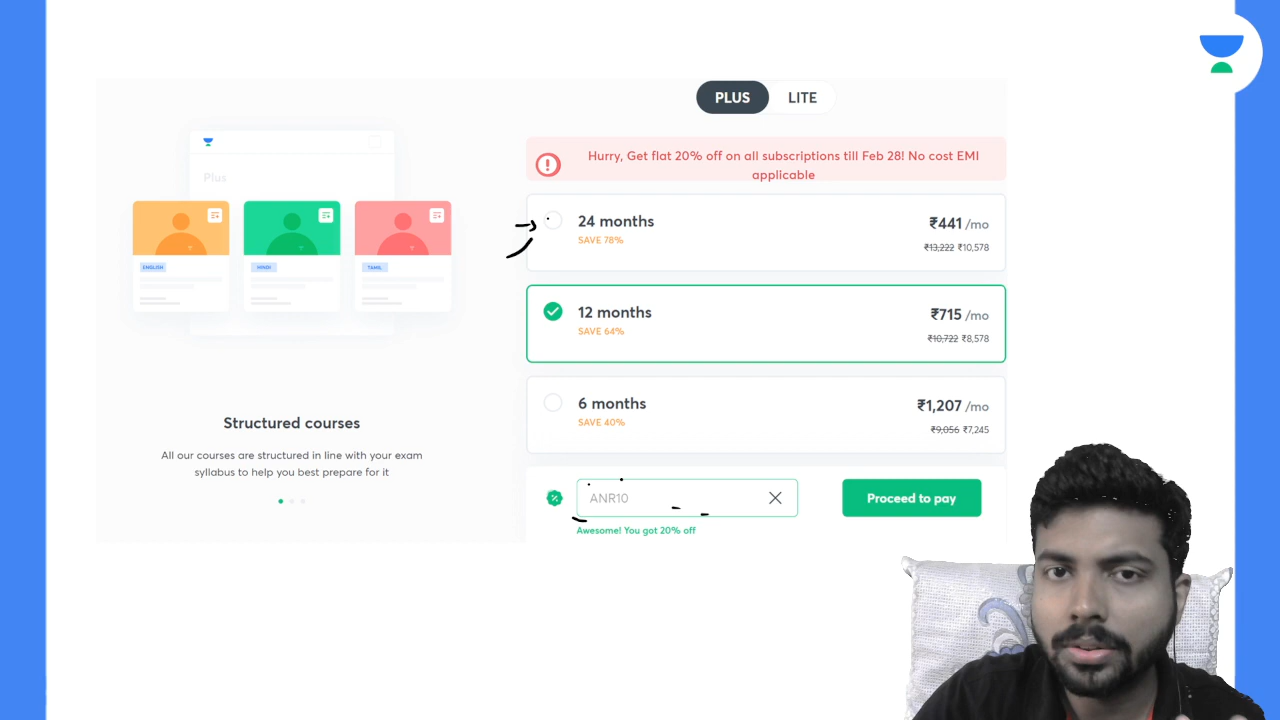 PLUS
LITE
Hurry, Get flat 20% off on all subscriptions till Feb 28! No cost EMI
applicable
Plus
ENGLISH
HINDI
TAMIL
24 months
SAVE 78%
₹441 /mo
₹13,222 ₹10,578
12 months
SAVE 64%
₹715 /mo
₹10,722 ₹8,578
6 months
SAVE 40%
₹1,207 /mo
₹9,056 ₹7,245
Structured courses
All our courses are structured in line with your exam
syllabus to help you best prepare for it
ANR10
Proceed to pay
Awesome! You got 20% off